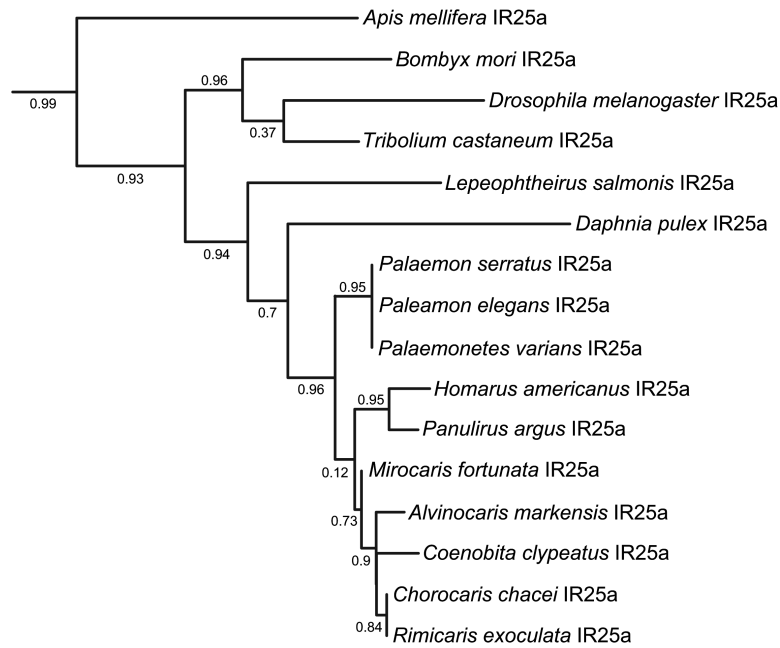 Apis mellifera IR25a
Bombyx mori IR25a
0.96
0.99
Drosophila melanogaster IR25a
0.37
Tribolium castaneum IR25a
0.93
Lepeophtheirus salmonis IR25a
Daphnia pulex IR25a
0.94
Palaemon serratus IR25a
0.95
Paleamon elegans IR25a
0.7
Palaemonetes varians IR25a
0.96
Homarus americanus IR25a
0.95
Panulirus argus IR25a
0.12
Mirocaris fortunata IR25a
Alvinocaris markensis IR25a
0.73
Coenobita clypeatus IR25a
0.9
Chorocaris chacei IR25a
0.84
Rimicaris exoculata IR25a